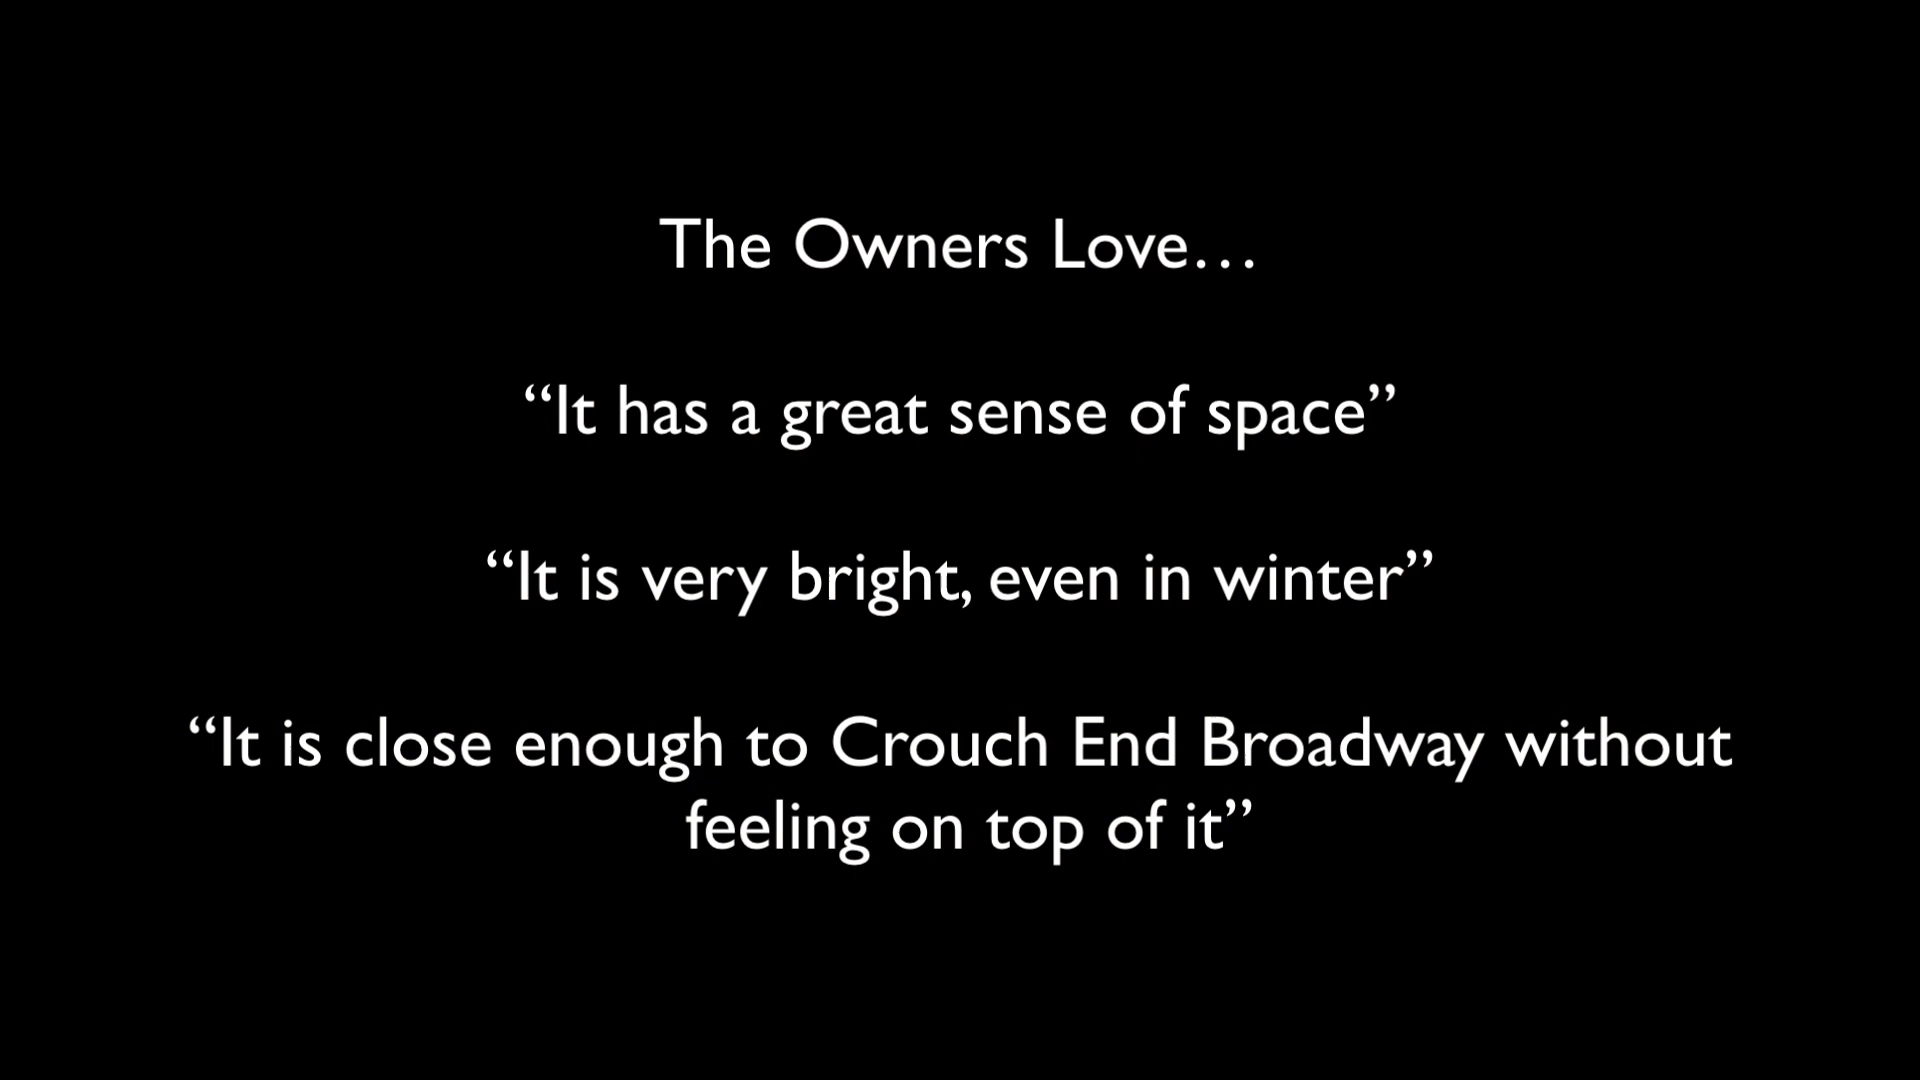 The Owners Love…
“It has a great sense of space”
“It is very bright, even in winter”
“It is close enough to Crouch End Broadway without
feeling on top of it”